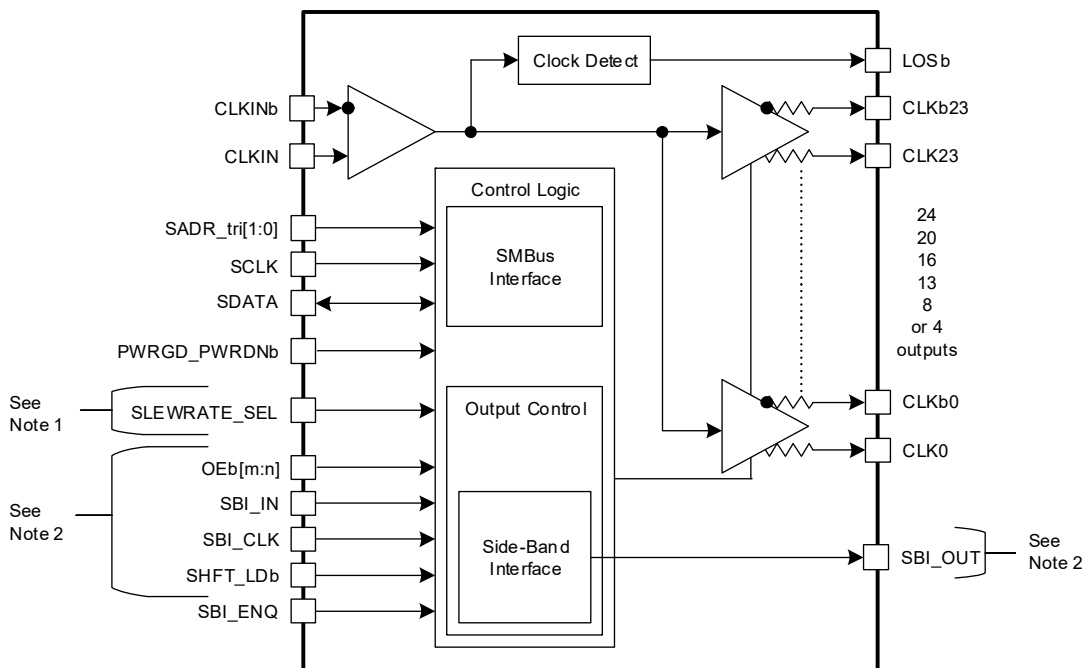 Clock Detect
LOSb
CLKINb
CLKb23
CLKIN
CLK23
Control Logic
SADR_tri[1:0]
SMBus
Interface
SCLK
SDATA
24
20
16
13
8
or 4
outputs
PWRGD_PWRDNb
See
Note 1
SLEWRATE_SEL
Output Control
CLKb0
CLK0
See
Note 2
OEb[m:n]
SBI_IN
SBI_CLK
SHFT_LDb
SBI_ENQ
Side-Band
Interface
SBI_OUT
See
Note 2